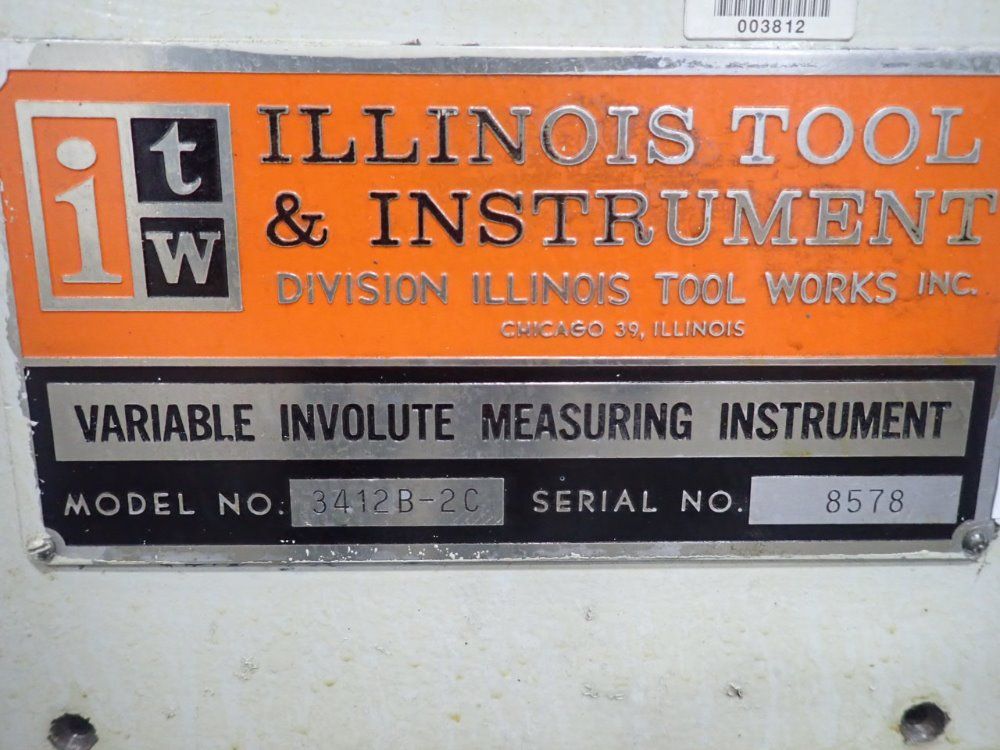 003812
itw
ILLINOIS TOOL
& INSTRUMENT
DIVISION ILLINOIS TOOL WORKS INC.
CHICAGO 39, ILLINOIS
VARIABLE INVOLUTE MEASURING INSTRUMENT
MODEL NO. 3412B-2C SERIAL NO. 8578